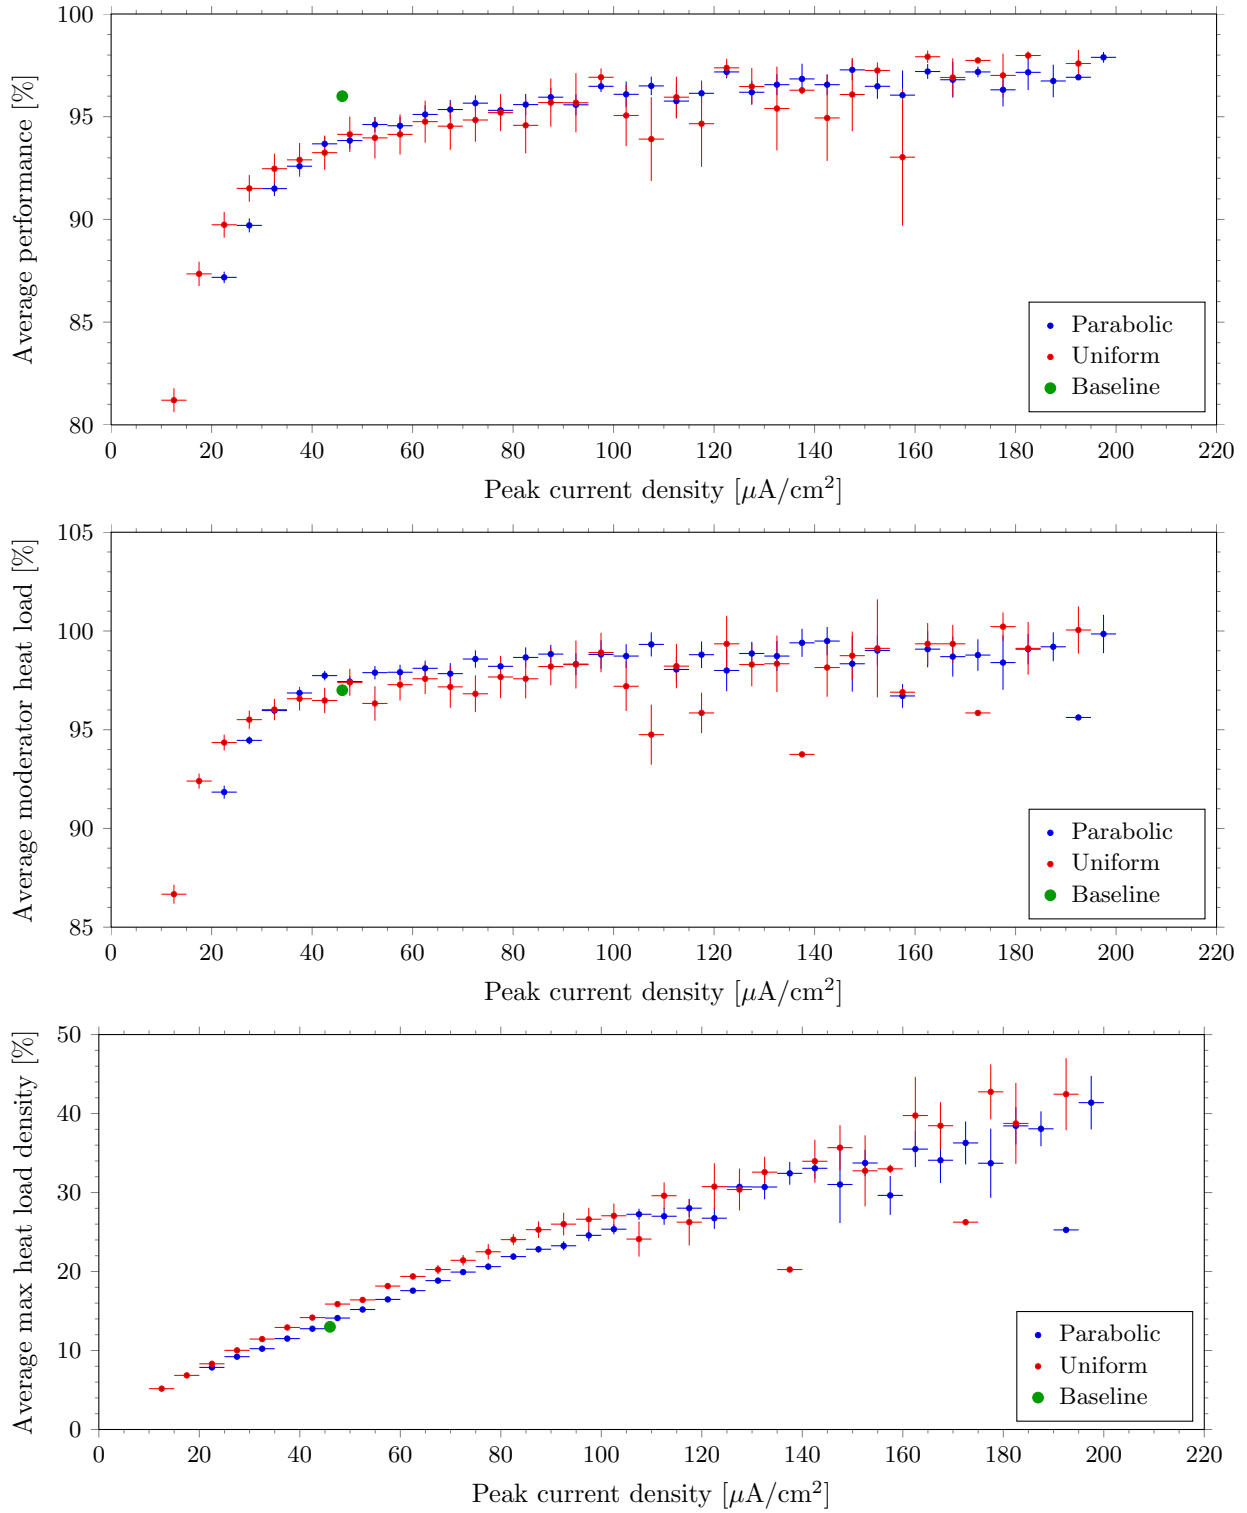 Average performance [%]
100
95
90
85
80
0 20 40 60 80 100 120 140 160 180 200 220
Peak current density [μA/cm²]
Parabolic
Uniform
Baseline
Average moderator heat load [%]
105
100
95
90
85
0 20 40 60 80 100 120 140 160 180 200 220
Peak current density [μA/cm²]
Parabolic
Uniform
Baseline
Average max heat load density [%]
50
40
30
20
10
0
0 20 40 60 80 100 120 140 160 180 200 220
Peak current density [μA/cm²]
Parabolic
Uniform
Baseline